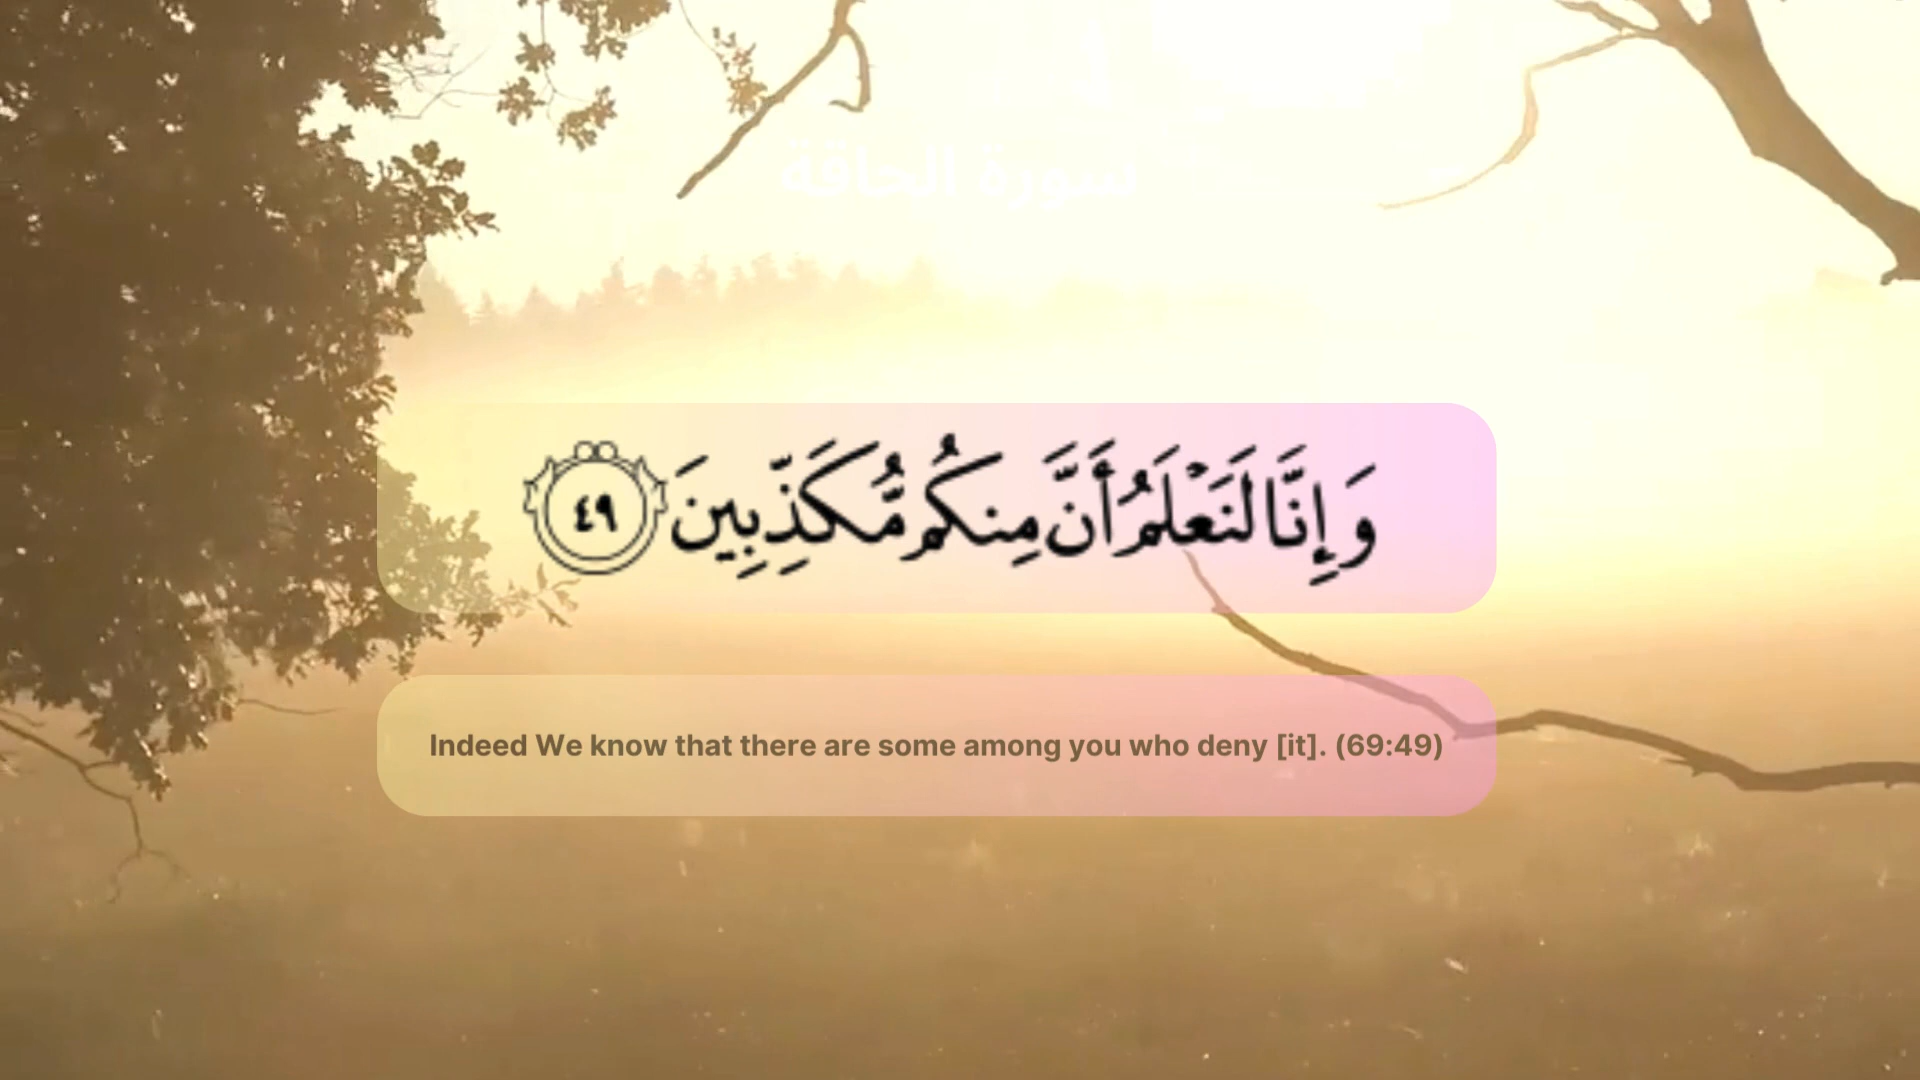 سورة الحاقة
وَإِنَّا لَنَعْلَمُ أَنَّ مِنكُم مُّكَذِّبِينَ ٤٩
Indeed We know that there are some among you who deny [it]. (69:49)